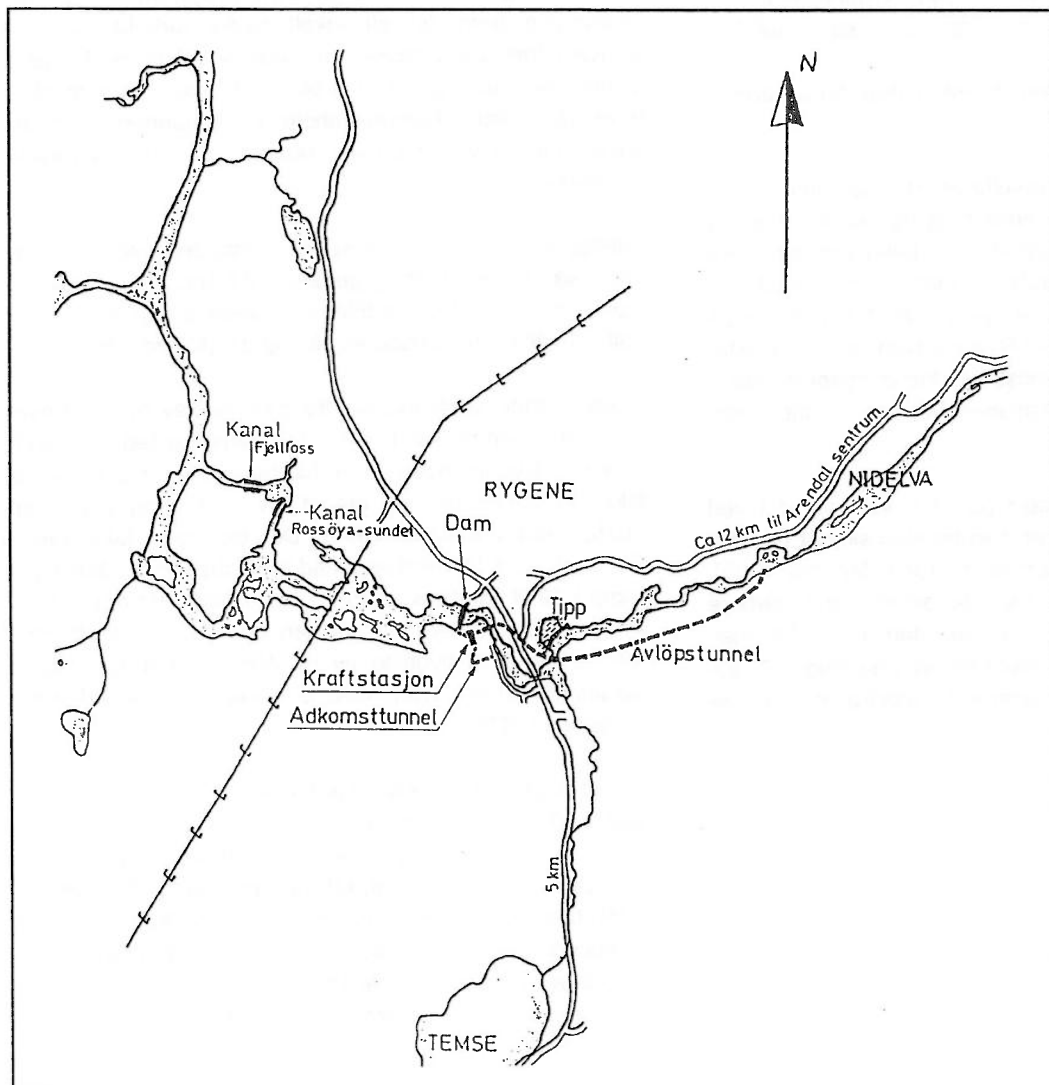 N
Kanal
Fjellfoss
Kanal
Rossöya-sundet
RYGENE
Dam
Ca 12 km til Arendal sentrum
NIDELVA
Tipp
Avlöpstunnel
Kraftstasjon
Adkomsttunnel
5 km
TEMSE